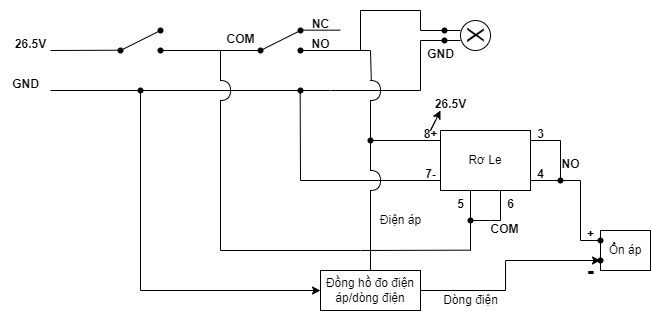 NC
26.5V
COM
NO
GND
GND
26.5V
8+
3
Rơ Le
NO
7-
4
5
6
Điện áp
COM
+
Ổn áp
-
Đồng hồ đo điện
áp/dòng điện
Dòng điện